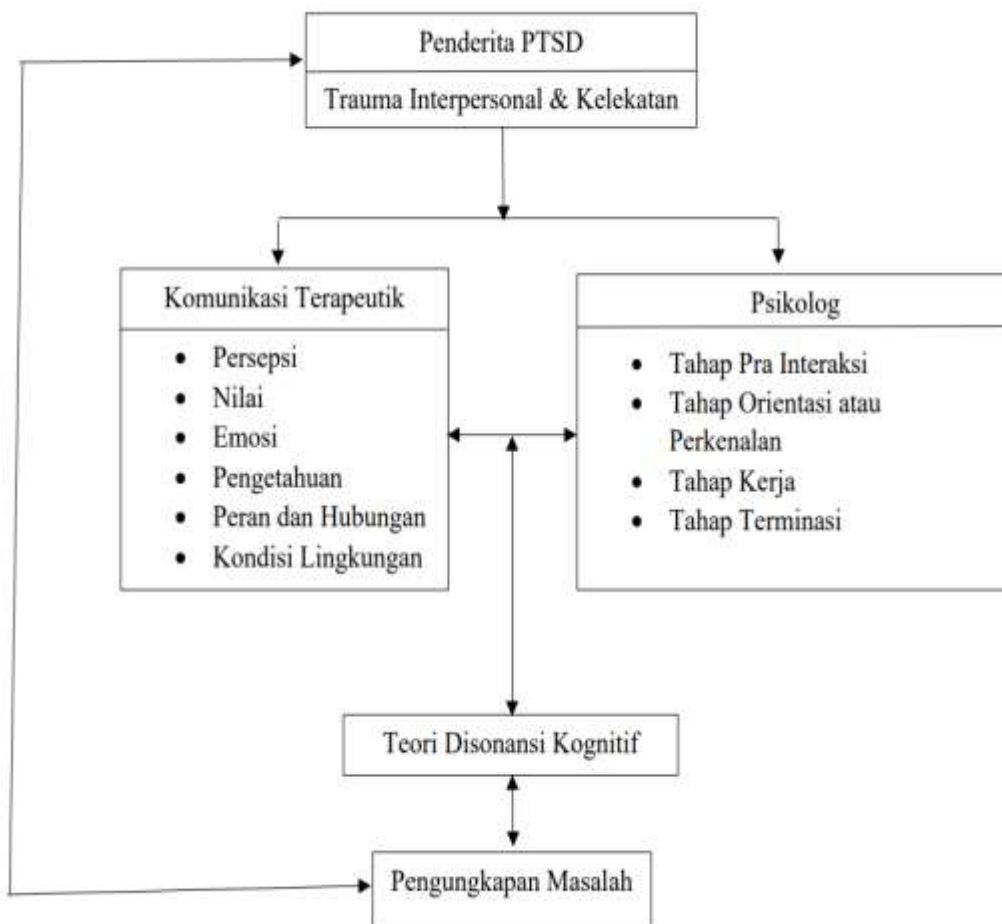 Penderita PTSD
Trauma Interpersonal & Kelekatan
Komunikasi Terapeutik
Persepsi
Nilai
Emosi
Pengetahuan
Peran dan Hubungan
Kondisi Lingkungan
Psikolog
Tahap Pra Interaksi
Tahap Orientasi atau
Perkenalan
Tahap Kerja
Tahap Terminasi
Teori Disonansi Kognitif
Pengungkapan Masalah